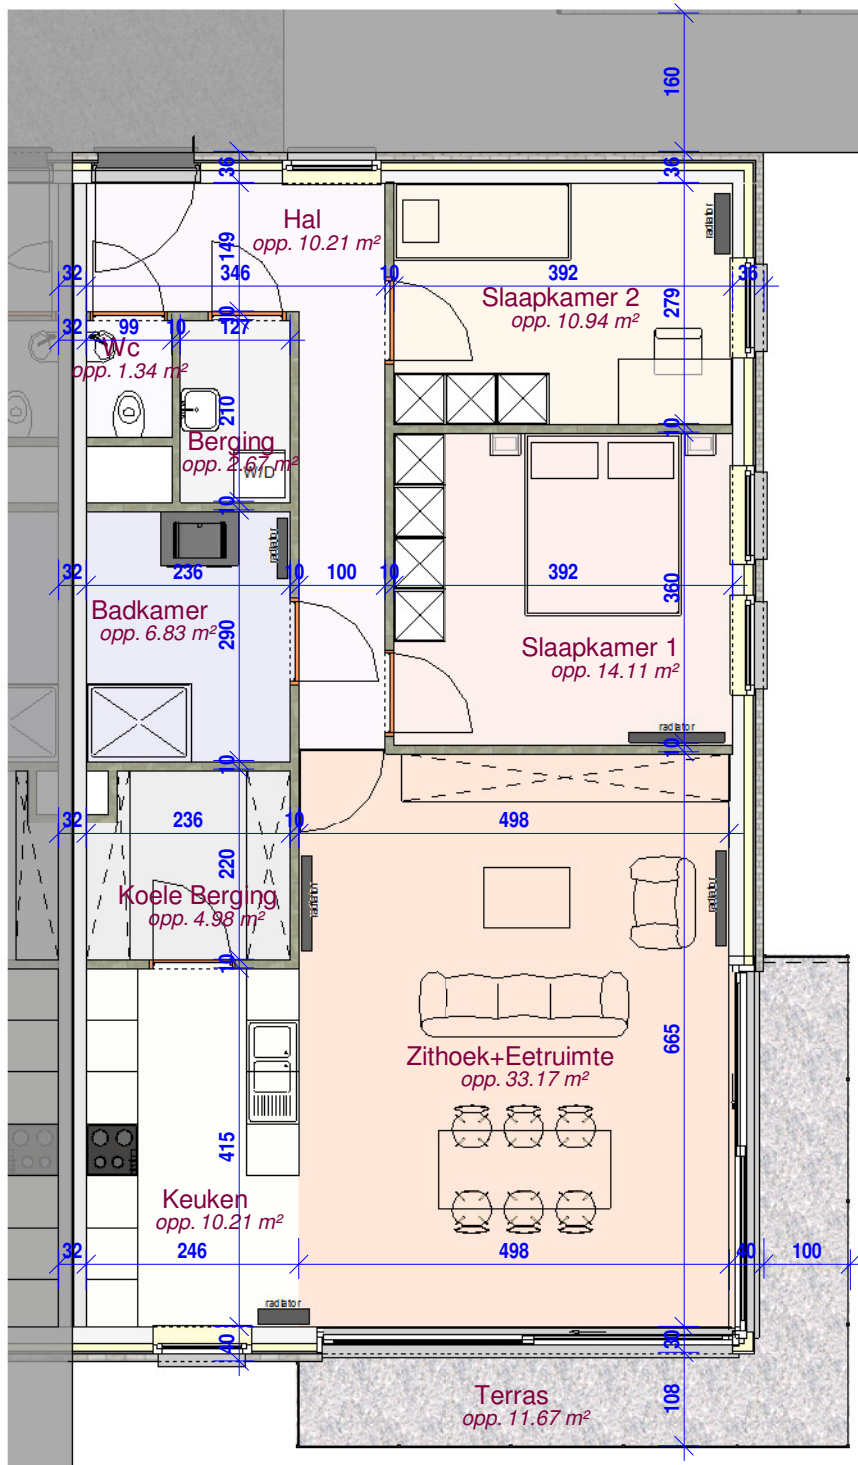 160
36
36
Hal
opp. 10.21 m²
149
radiator
32
346
10
392
36
Slaapkamer 2
opp. 10.94 m²
279
10
32
99
10
127
Wc
opp. 1.34 m²
210
Berging
opp. 2.67 m²
W/D
10
10
radiator
32
236
10
100
10
392
360
Badkamer
opp. 6.83 m²
290
Slaapkamer 1
opp. 14.11 m²
radiator
10
10
32
236
10
498
220
Koele Berging
opp. 4.98 m²
radiator
radiator
10
665
Zithoek+Eetruimte
opp. 33.17 m²
415
Keuken
opp. 10.21 m²
32
246
498
40
100
radiator
40
30
Terras
opp. 11.67 m²
108